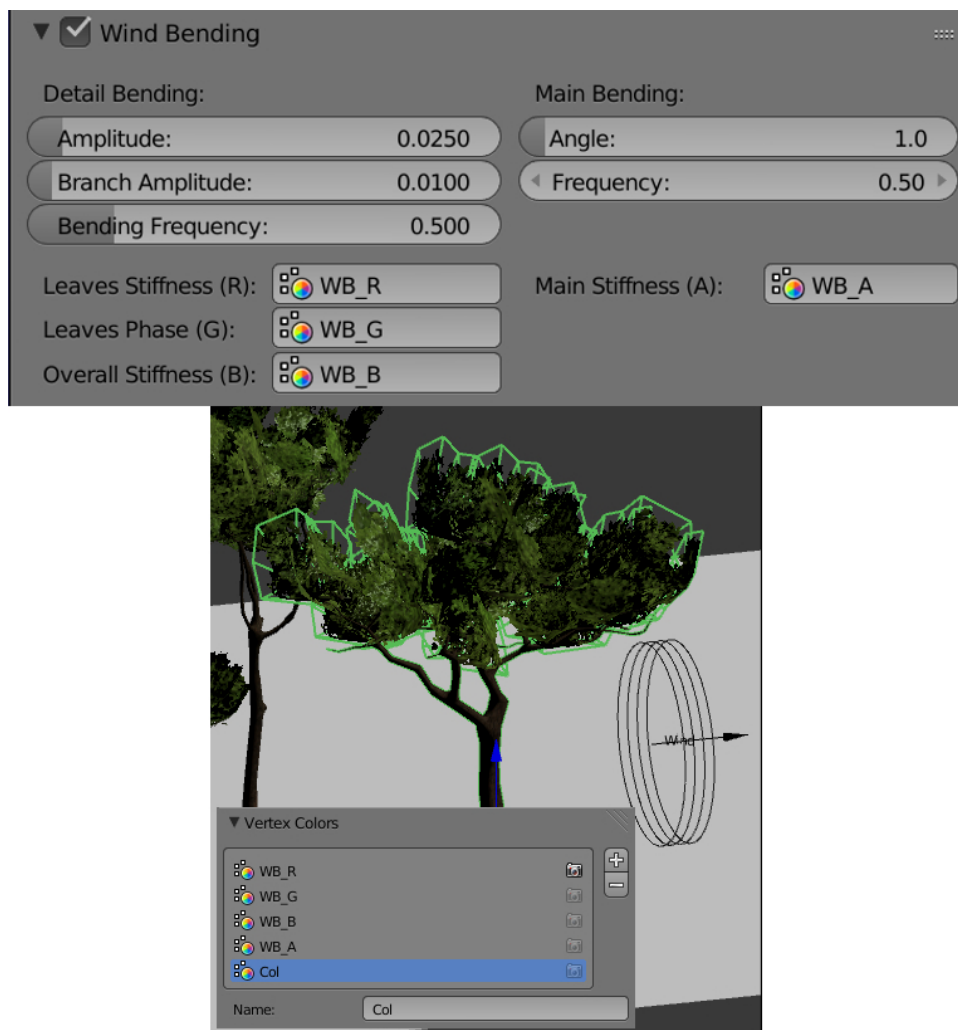 Wind Bending
Detail Bending:
Main Bending:
Amplitude: 0.0250
Angle: 1.0
Branch Amplitude: 0.0100
Frequency: 0.50
Bending Frequency: 0.500
Leaves Stiffness (R): WB_R
Main Stiffness (A): WB_A
Leaves Phase (G): WB_G
Overall Stiffness (B): WB_B
Wind
Vertex Colors
WB_R
WB_G
WB_B
WB_A
Col
Name: Col